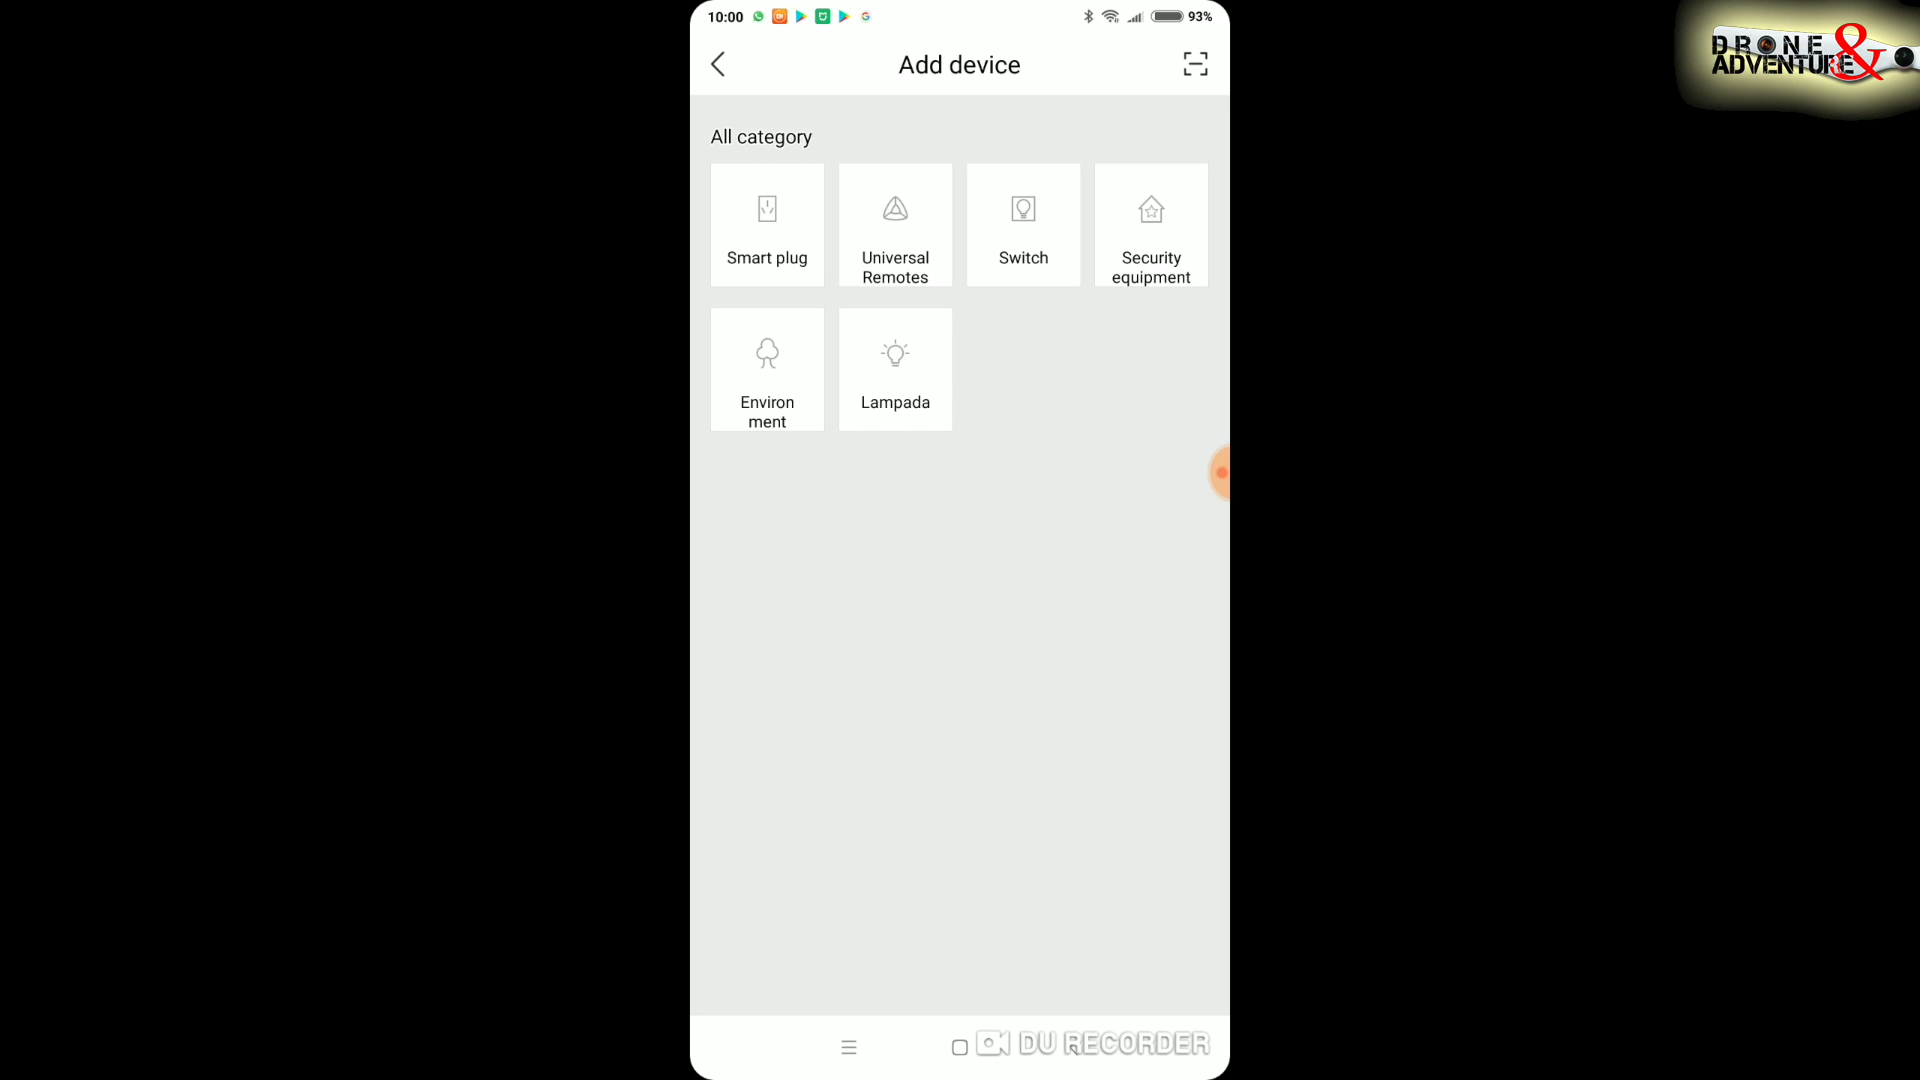 10:00
93%
DRONE &
ADVENTURE
Add device
All category
Smart plug
Universal
Remotes
Switch
Security
equipment
Environ
ment
Lampada
DU RECORDER